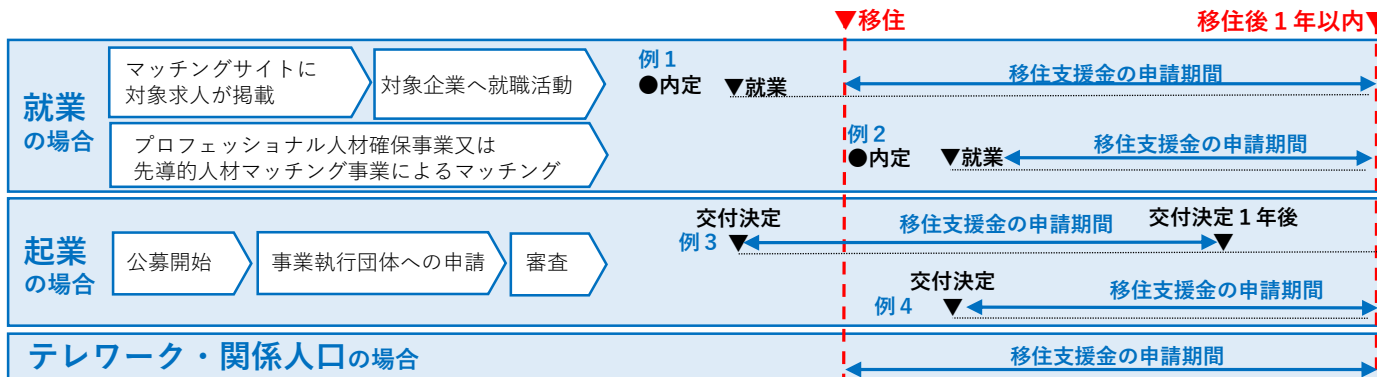 ▼移住
移住後1年以内▼
就業
の場合
マッチングサイトに
対象求人が掲載
対象企業へ就職活動
例1
●内定
▼就業
移住支援金の申請期間
プロフェッショナル人材確保事業又は
先導的人材マッチング事業によるマッチング
例2
●内定
▼就業
移住支援金の申請期間
起業
の場合
公募開始
事業執行団体への申請
審査
交付決定
例3
▼
移住支援金の申請期間
交付決定1年後
▼
交付決定
例4
▼
移住支援金の申請期間
テレワーク・関係人口の場合
移住支援金の申請期間